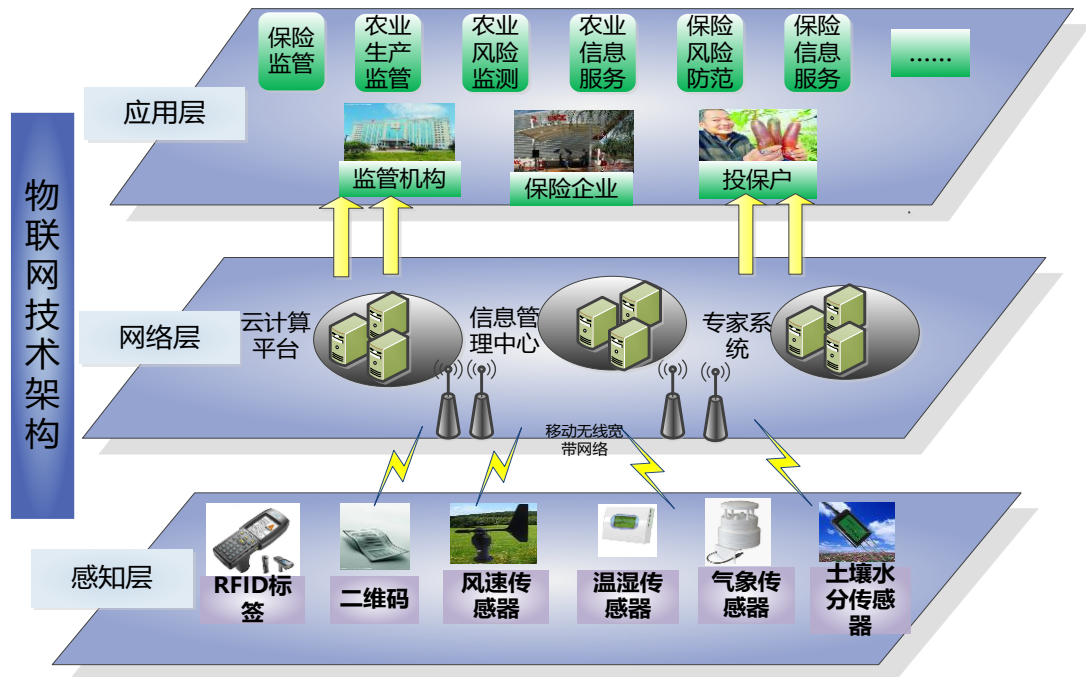 物联网技术架构
应用层
保险
监管
农业
生产
监管
农业
风险
监测
农业
信息
服务
保险
风险
防范
保险
信息
服务
……
监管机构
保险企业
投保户
网络层
云计算
平台
信息管
理中心
专家系
统
移动无线宽
带网络
感知层
RFID标
签
二维码
风速传
感器
温湿传
感器
气象传
感器
土壤水
分传感
器